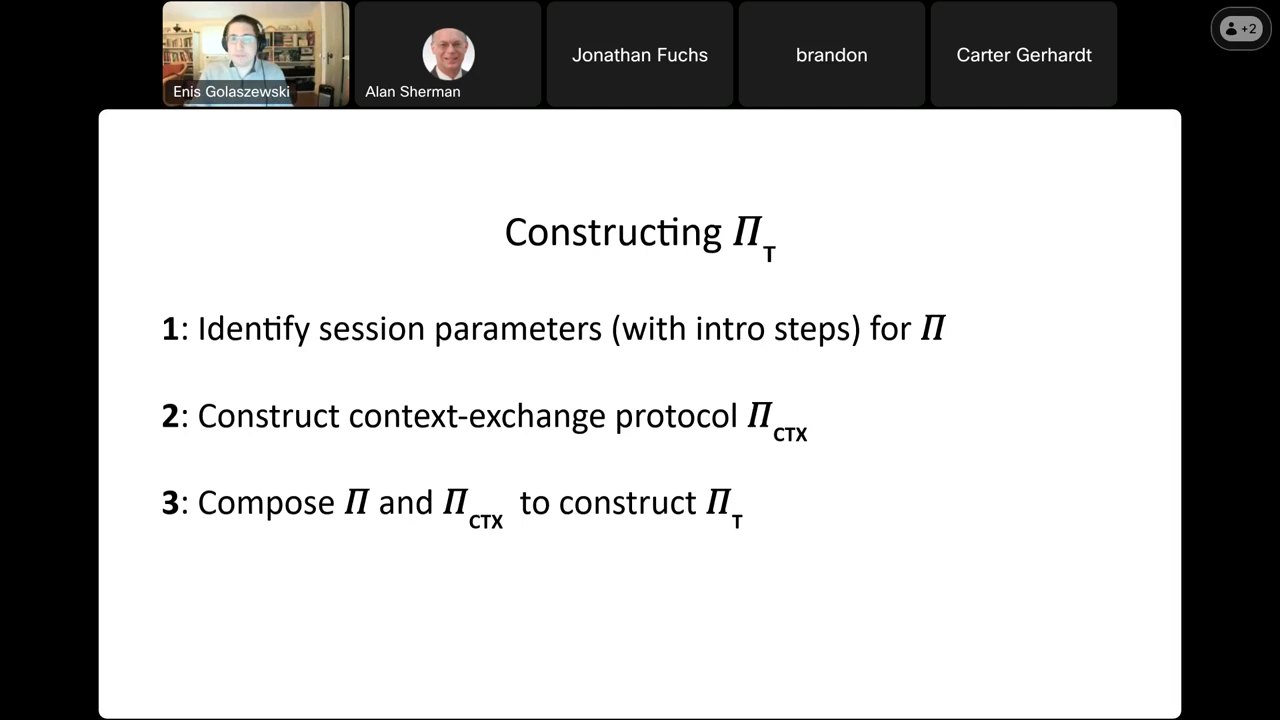 Enis Golaszewski
Alan Sherman
Jonathan Fuchs
brandon
Carter Gerhardt
+2
Constructing Π_T
1: Identify session parameters (with intro steps) for Π
2: Construct context-exchange protocol Π_CTX
3: Compose Π and Π_CTX to construct Π_T